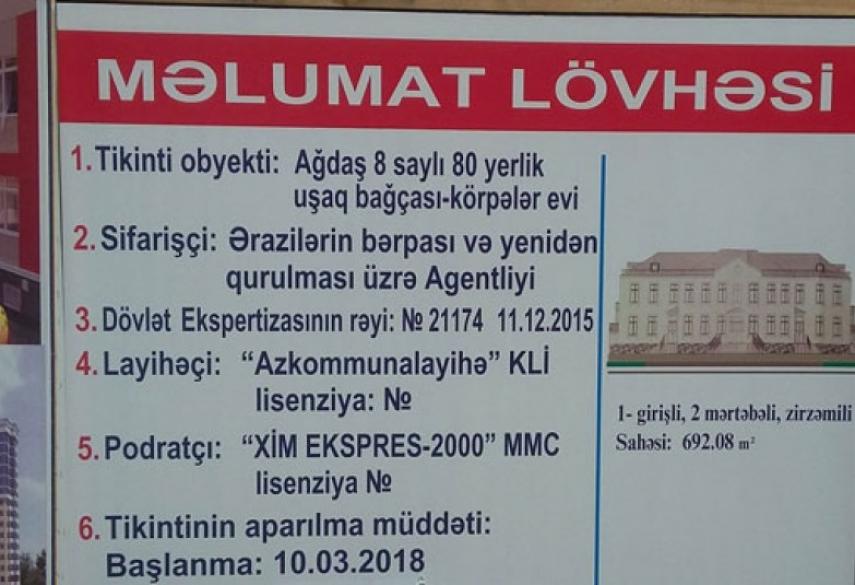 MƏLUMAT LÖVHƏSİ
1. Tikinti obyekti: Ağdaş 8 saylı 80 yerlik
uşaq bağçası-körpələr evi
2. Sifarişçi: Ərazilərin bərpası və yenidən
qurulması üzrə Agentliyi
3. Dövlət Ekspertizasının rəyi: № 21174 11.12.2015
4. Layihəçi: “Azkommunalayihə” KLİ
lisenziya: №
5. Podratçı: “XİM EKSPRES-2000” MMC
lisenziya №
6. Tikintinin aparılma müddəti:
Başlanma: 10.03.2018
1- girişli, 2 mərtəbəli, zirzəmili
Sahəsi: 692.08 m²